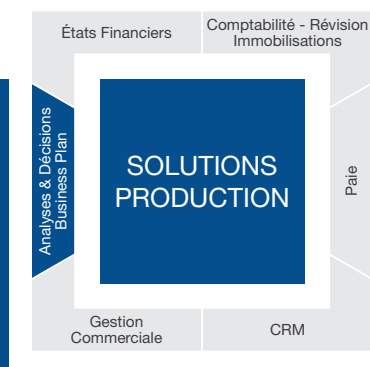 États Financiers
Comptabilité - Révision
Immobilisations
Analyses & Décisions
Business Plan
SOLUTIONS
PRODUCTION
Paie
Gestion
Commerciale
CRM